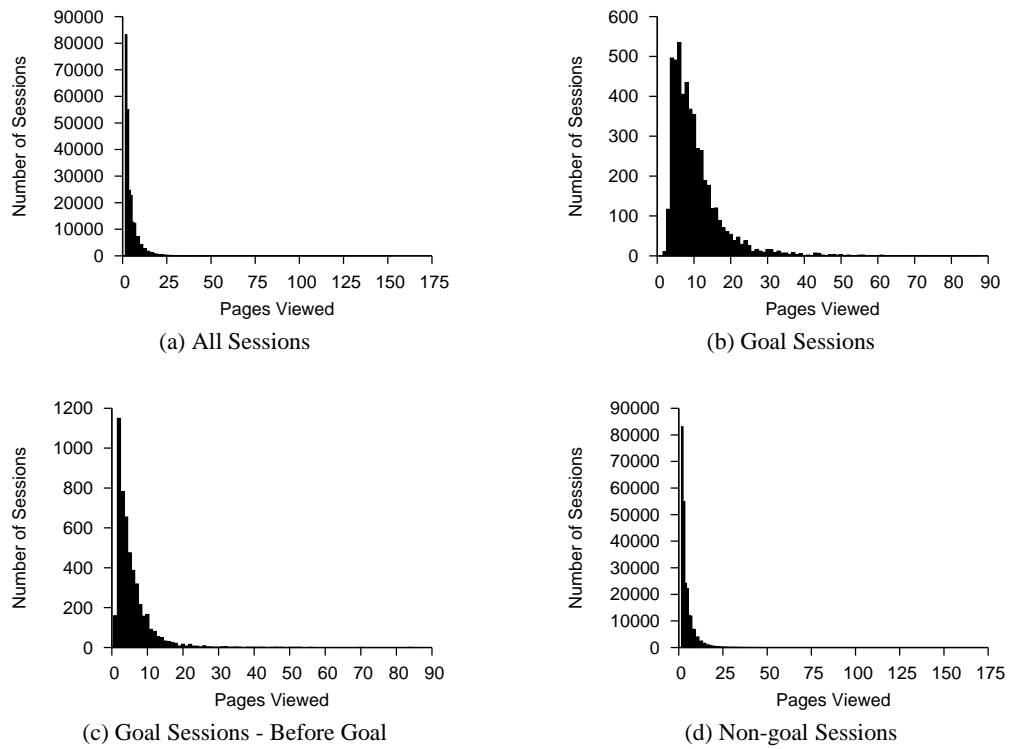 90000
80000
70000
60000
50000
40000
30000
20000
10000
0
Number of Sessions
0 25 50 75 100 125 150 175
Pages Viewed
(a) All Sessions
600
500
400
300
200
100
0
Number of Sessions
0 10 20 30 40 50 60 70 80 90
Pages Viewed
(b) Goal Sessions
1200
1000
800
600
400
200
0
Number of Sessions
0 10 20 30 40 50 60 70 80 90
Pages Viewed
(c) Goal Sessions - Before Goal
90000
80000
70000
60000
50000
40000
30000
20000
10000
0
Number of Sessions
0 25 50 75 100 125 150 175
Pages Viewed
(d) Non-goal Sessions